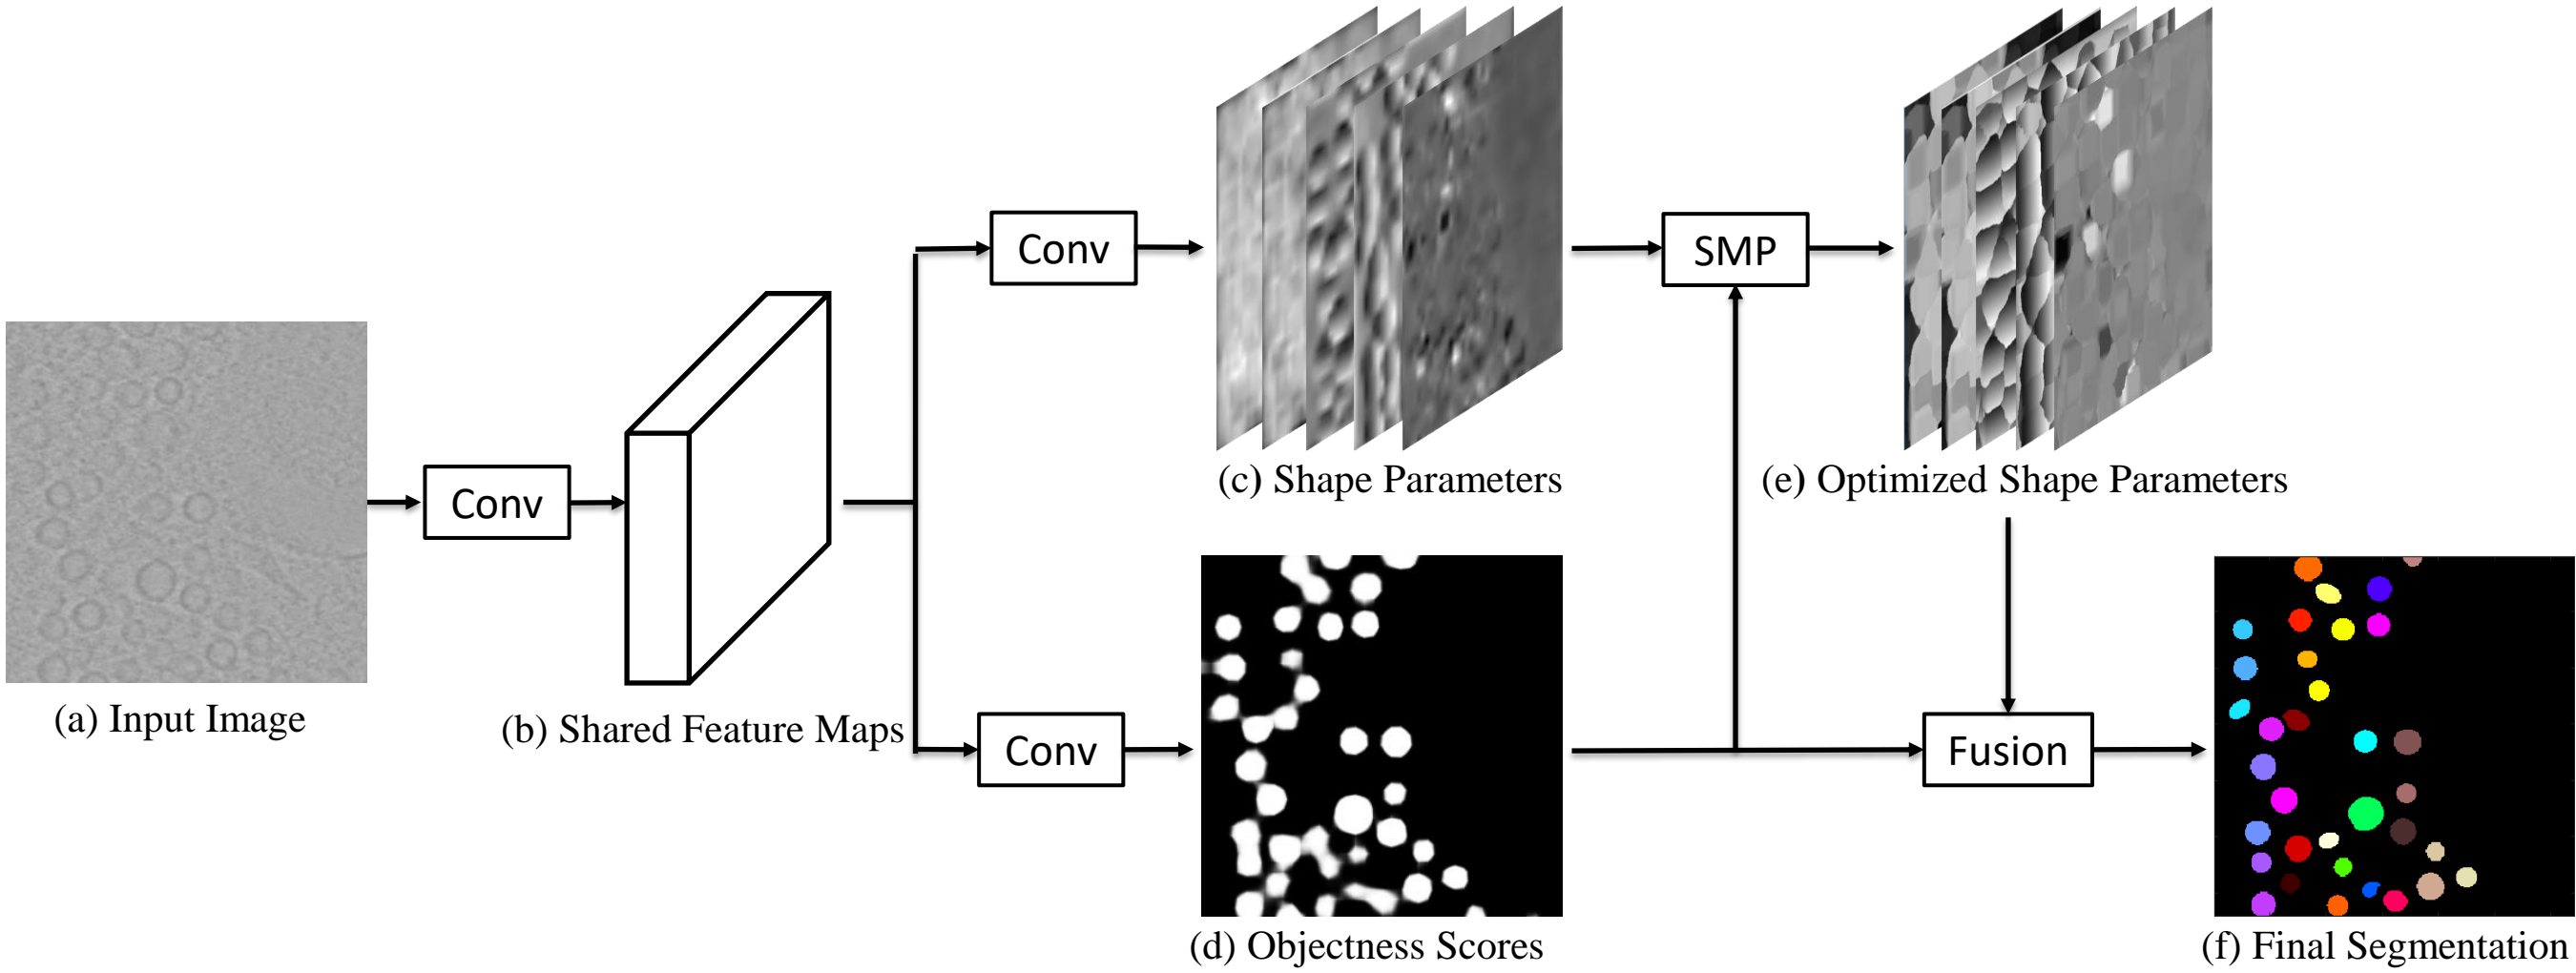 Conv
SMP
(c) Shape Parameters
(e) Optimized Shape Parameters
Conv
(a) Input Image
(b) Shared Feature Maps
Conv
Fusion
(d) Objectness Scores
(f) Final Segmentation